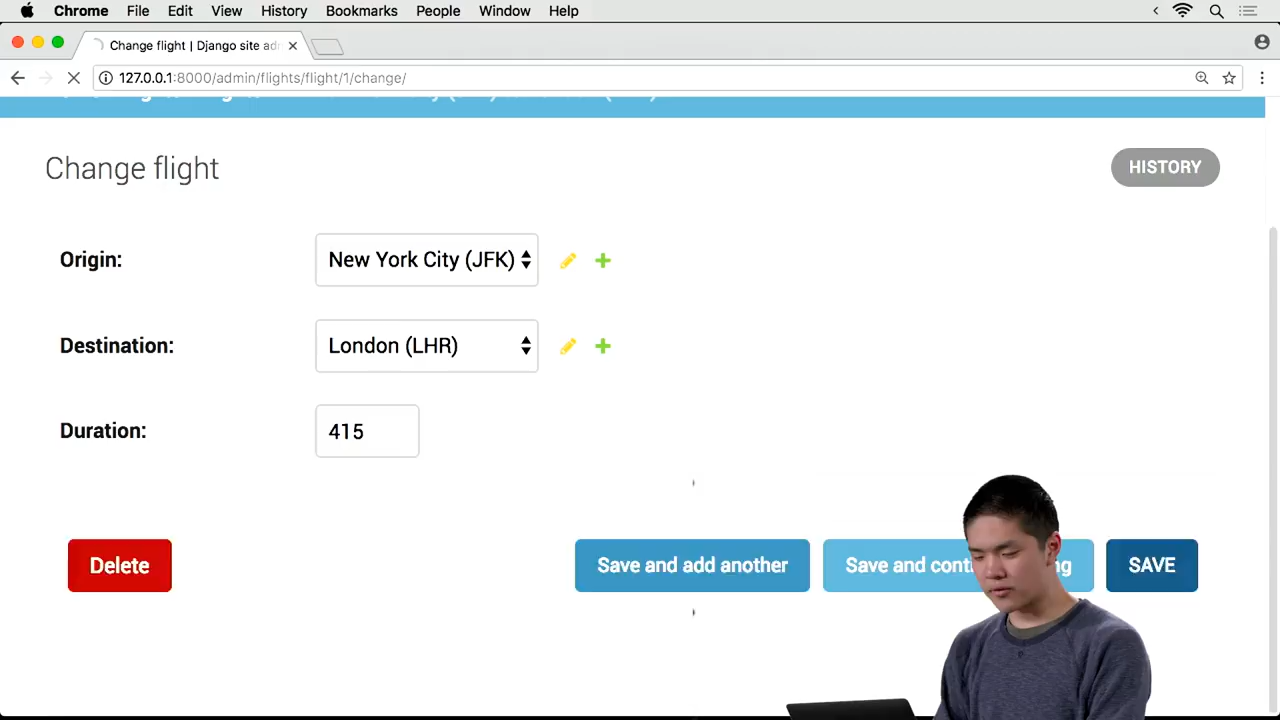 Chrome File Edit View History Bookmarks People Window Help
Change flight | Django site ad
127.0.0.1:8000/admin/flights/flight/1/change/
Change flight
HISTORY
Origin: New York City (JFK)
Destination: London (LHR)
Duration: 415
Delete
Save and add another
Save and cont
ng
SAVE